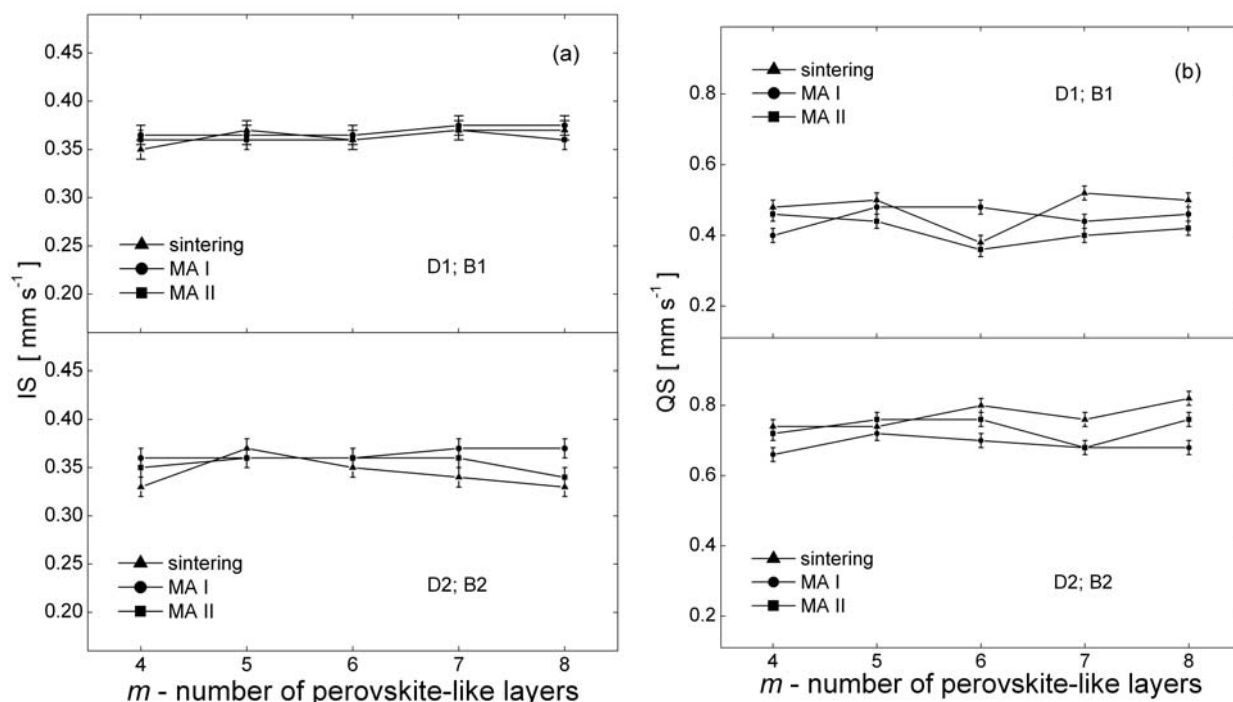 (a)
0.45
0.40
0.35
0.30
0.25
0.20
sintering
MA I
MA II
D1; B1
IS [ mm s-1 ]
0.45
0.40
0.35
0.30
0.25
0.20
sintering
MA I
MA II
D2; B2
4 5 6 7 8
m - number of perovskite-like layers
(b)
sintering
MA I
MA II
D1; B1
0.8
0.6
0.4
0.2
QS [ mm s-1 ]
0.8
0.6
0.4
0.2
sintering
MA I
MA II
D2; B2
4 5 6 7 8
m - number of perovskite-like layers